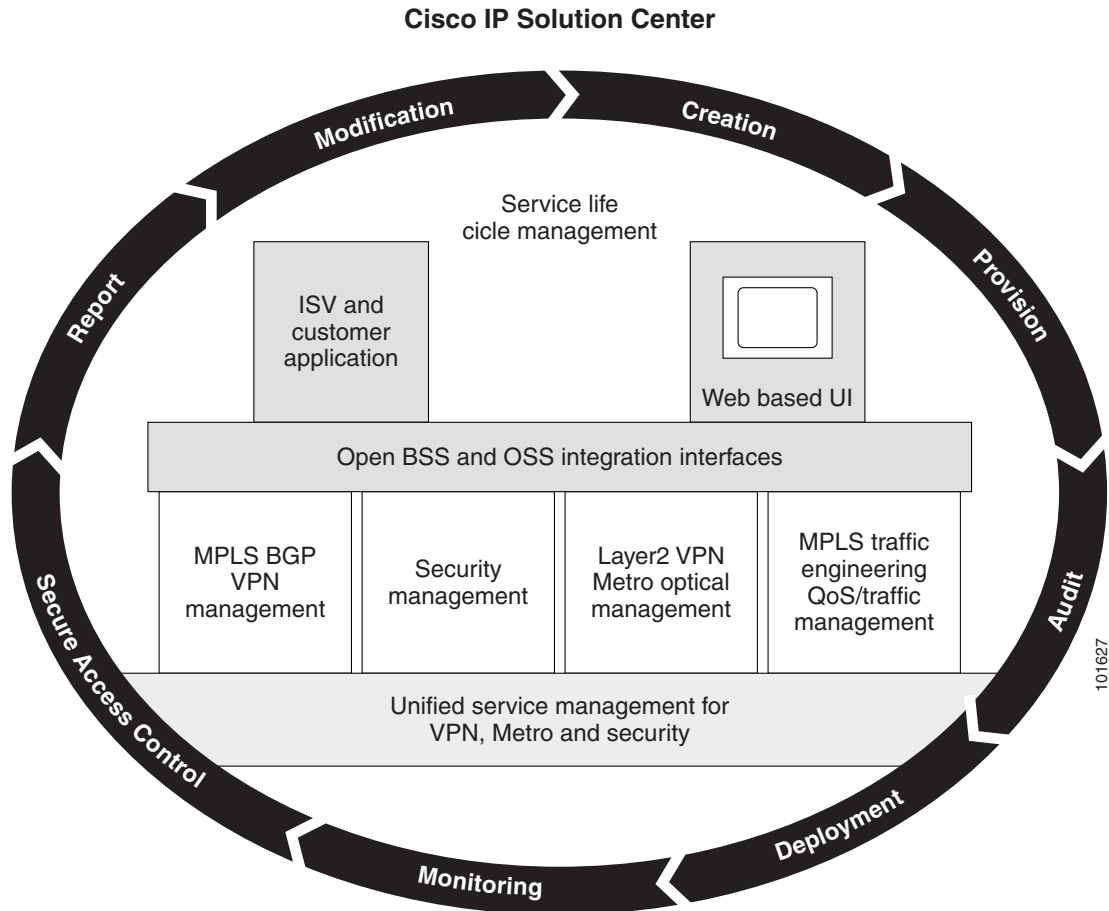 Cisco IP Solution Center
Modification
Creation
Service life
cicle management
Report
Provision
ISV and
customer
application
Web based UI
Open BSS and OSS integration interfaces
MPLS BGP
VPN
management
Security
management
Layer2 VPN
Metro optical
management
MPLS traffic
engineering
QoS/traffic
management
Secure Access Control
Audit
101627
Unified service management for
VPN, Metro and security
Deployment
Monitoring